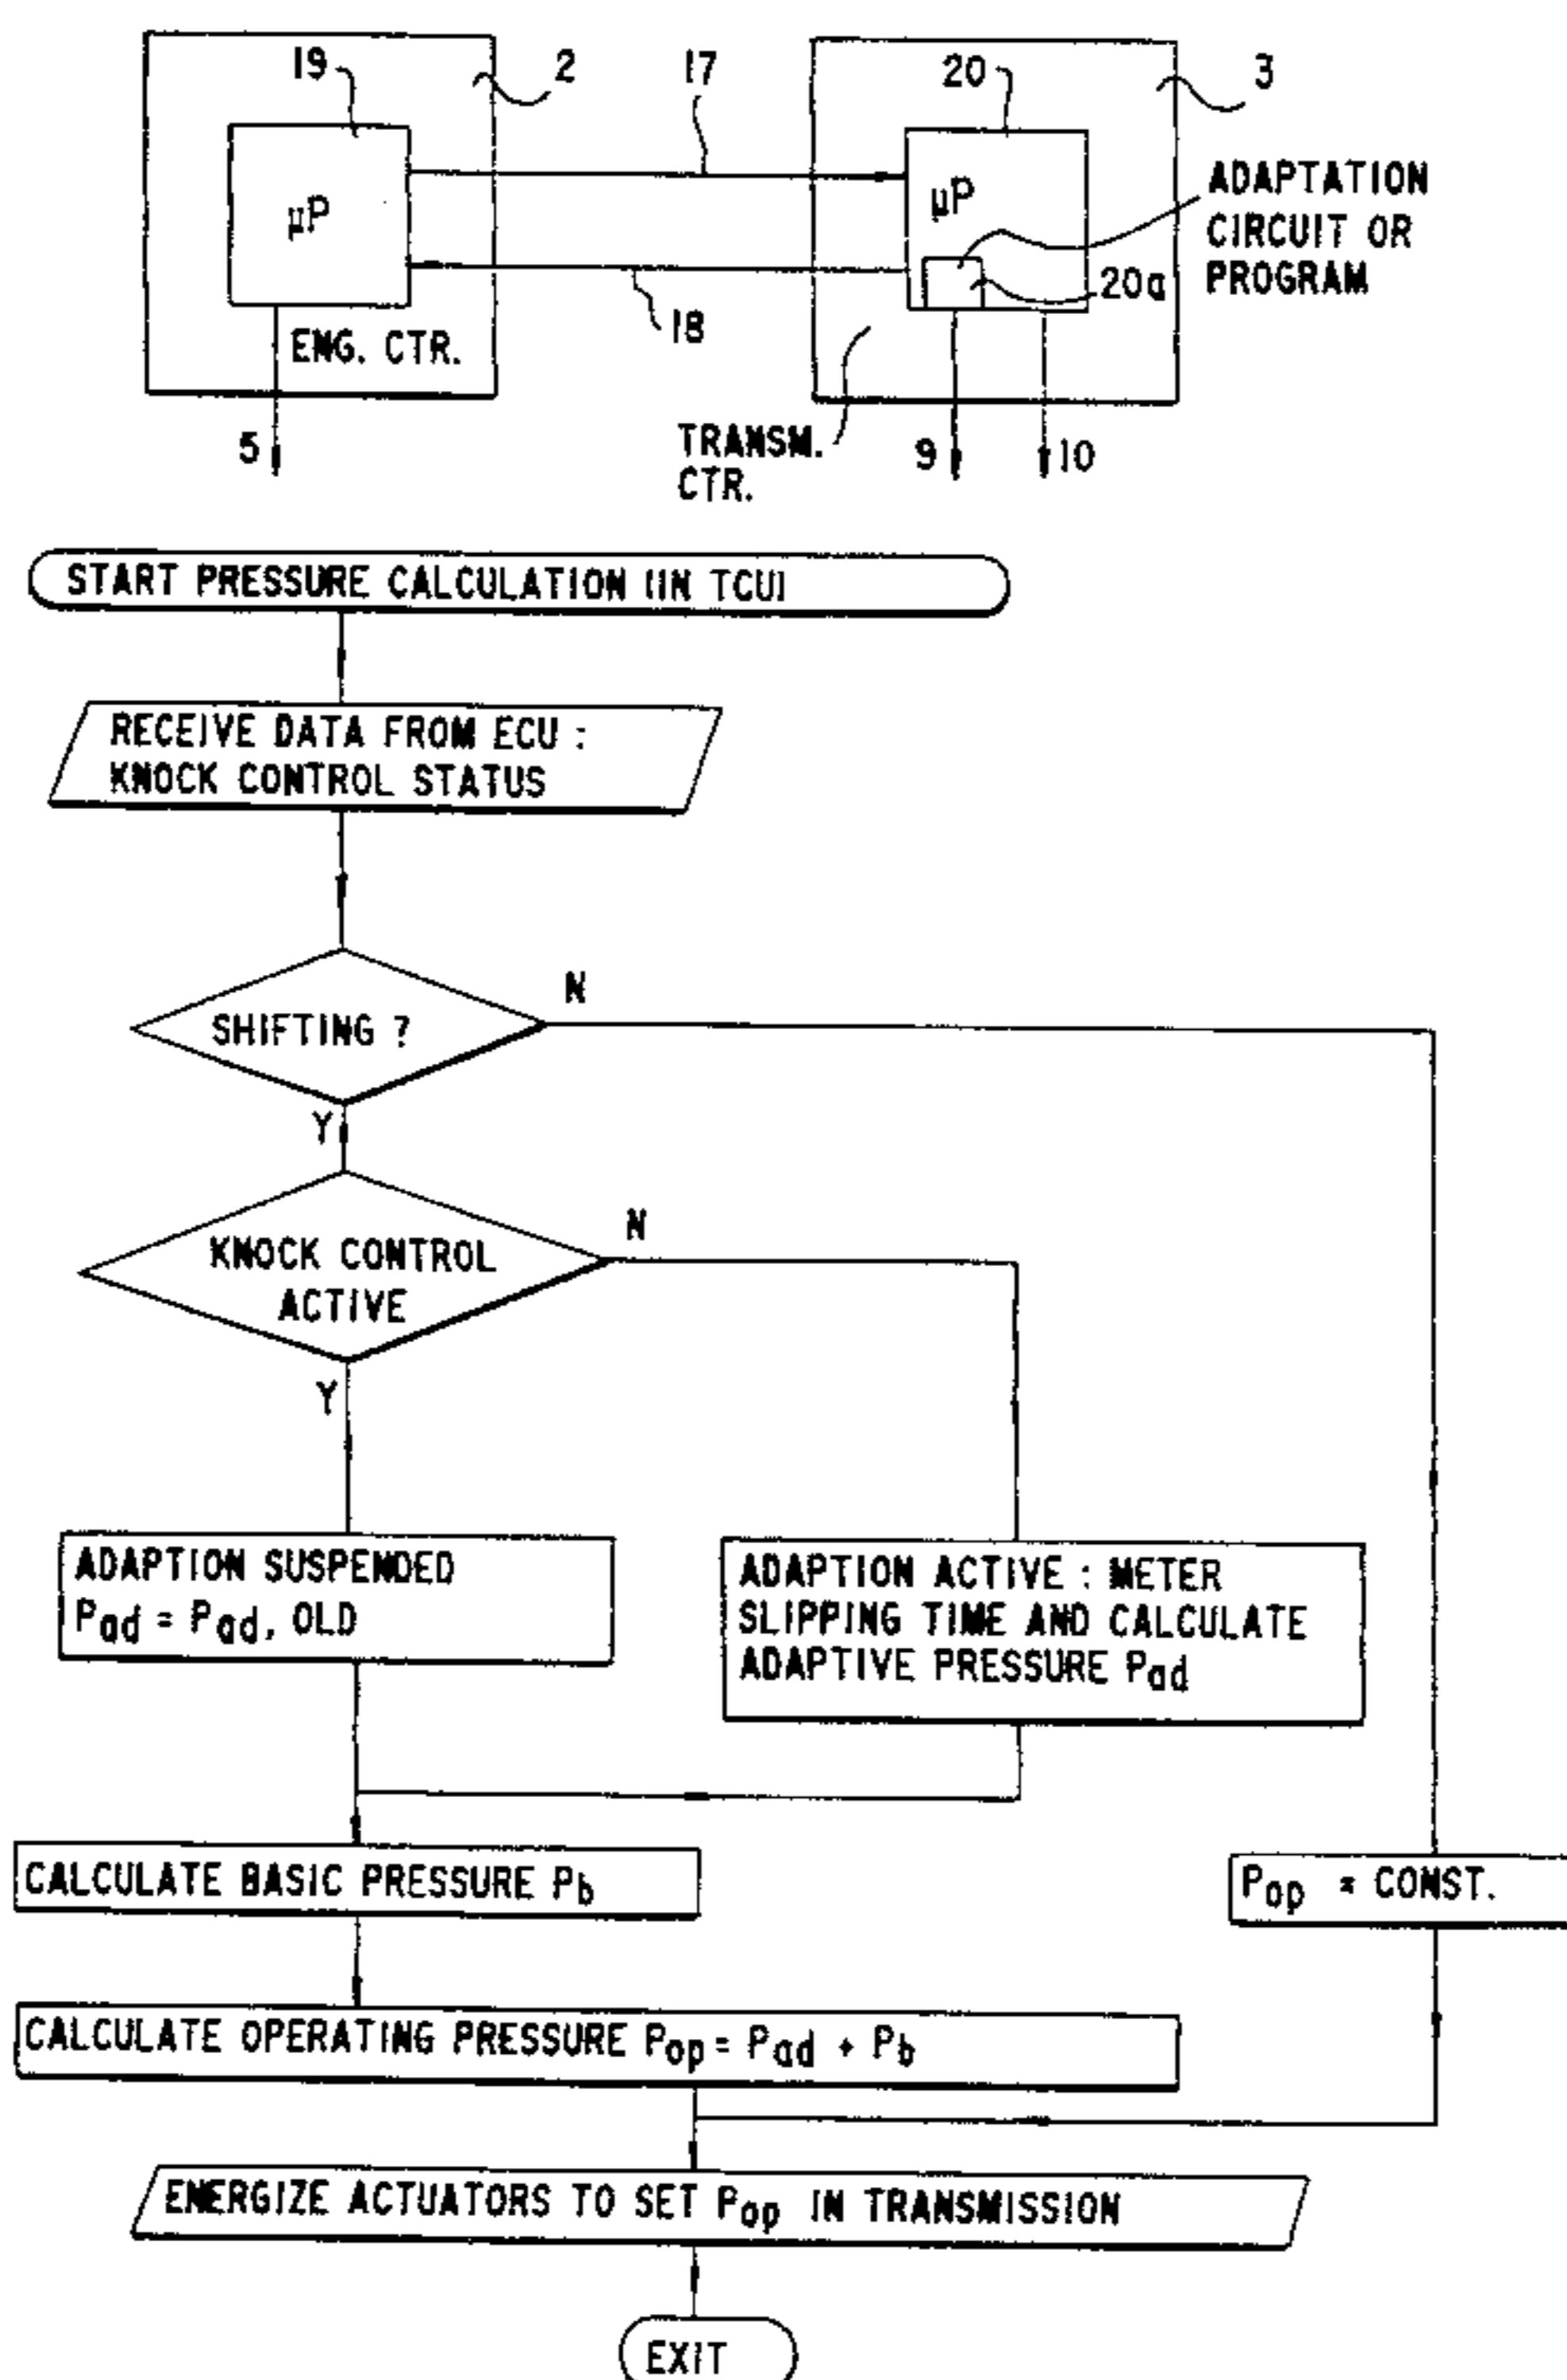 19
2
17
20
3
µP
µP
ADAPTATION
CIRCUIT OR
PROGRAM
20a
18
ENG. CTR.
5
TRANSM.
CTR.
9
10
START PRESSURE CALCULATION (IN TCU)
RECEIVE DATA FROM ECU :
KNOCK CONTROL STATUS
SHIFTING ?
N
Y
KNOCK CONTROL
ACTIVE
N
Y
ADAPTION SUSPENDED
Pad = Pad, OLD
ADAPTION ACTIVE : METER
SLIPPING TIME AND CALCULATE
ADAPTIVE PRESSURE Pad
CALCULATE BASIC PRESSURE Pb
Pop = CONST.
CALCULATE OPERATING PRESSURE Pop = Pad + Pb
ENERGIZE ACTUATORS TO SET Pop IN TRANSMISSION
EXIT